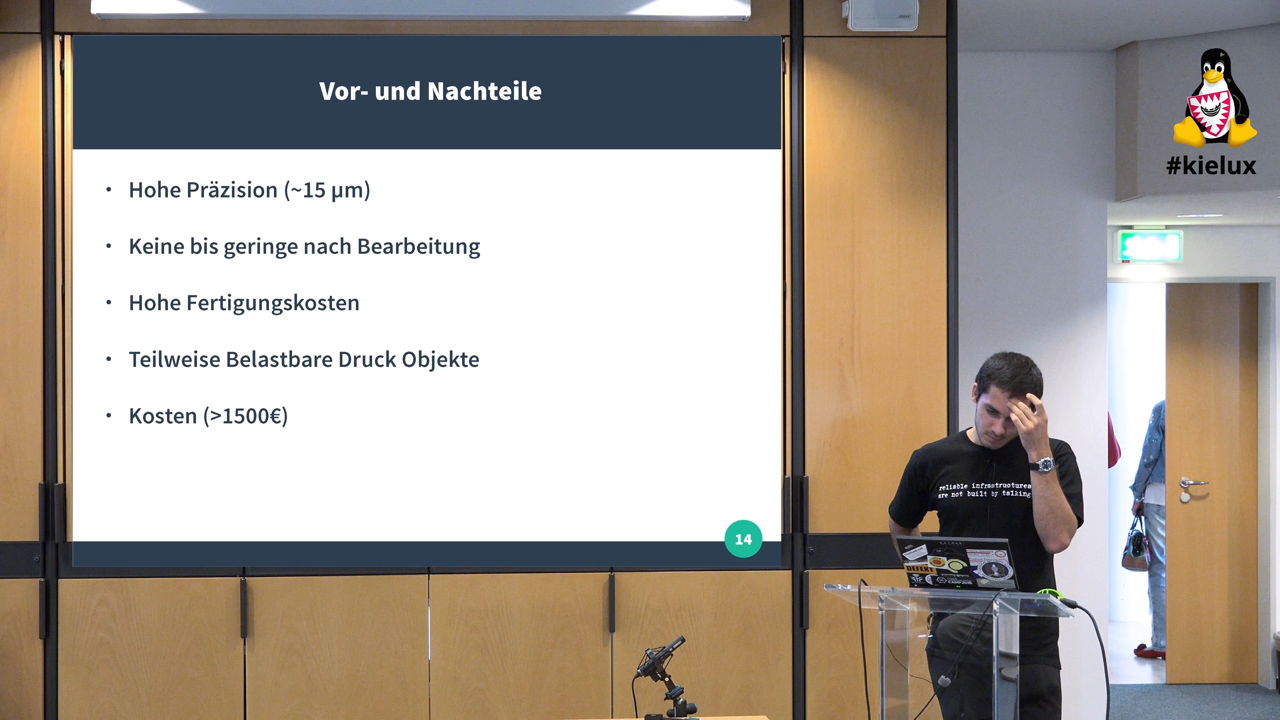 Vor- und Nachteile
• Hohe Präzision (~15 µm)
• Keine bis geringe nach Bearbeitung
• Hohe Fertigungskosten
• Teilweise Belastbare Druck Objekte
• Kosten (>1500€)
14
#kielux
reliable infrastructures
are not built by talking
DEFEKT